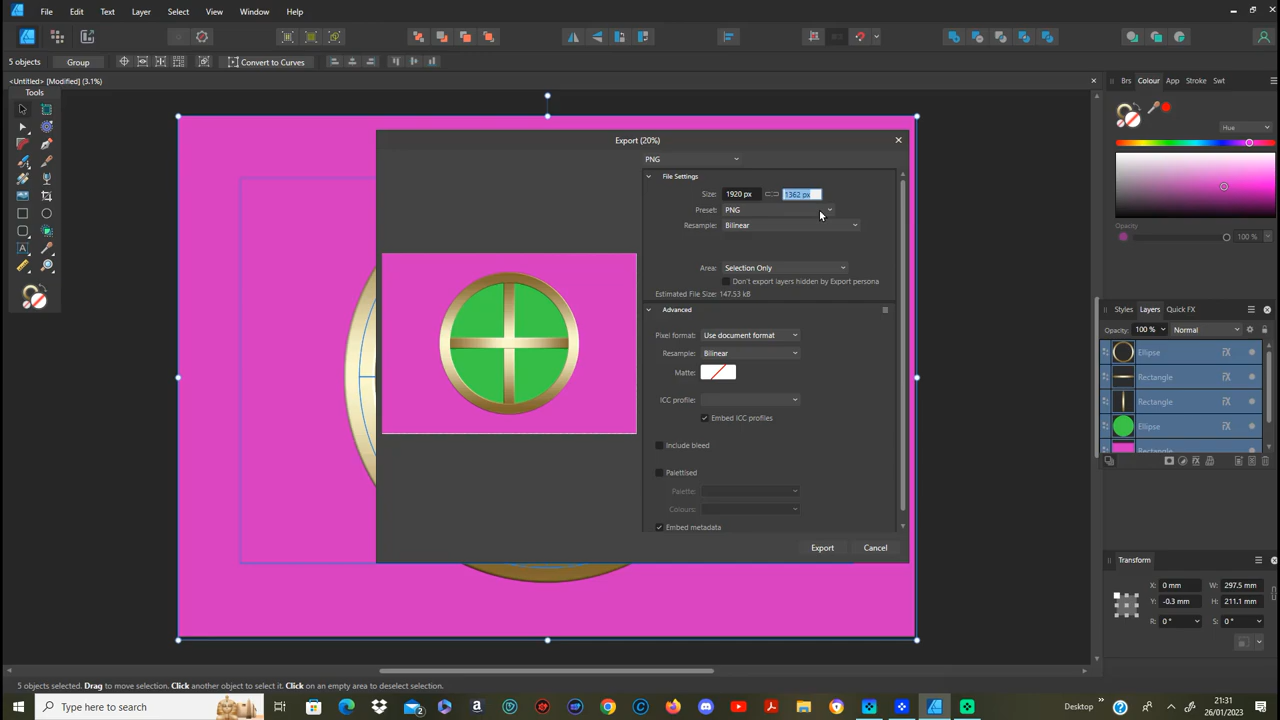 File Edit Text Layer Select View Window Help
5 objects Group Convert to Curves
<Untitled> [Modified] (3.1%)
Tools
Brs Colour App Stroke Swt
Hue
Opacity 100 %
Export (20%)
PNG
File Settings
Size: 1920 px 1362 px
Preset: PNG
Resample: Bilinear
Area: Selection Only
Don't export layers hidden by Export persona
Estimated File Size: 147.53 kB
Advanced
Pixel format: Use document format
Resample: Bilinear
Matte:
ICC profile:
Embed ICC profiles
Include bleed
Palettised
Palette:
Colours:
Embed metadata
Export Cancel
Styles Layers Quick FX
Opacity: 100 % Normal
Ellipse
Rectangle
Rectangle
Ellipse
Rectangle
Transform
X: 0 mm W: 297.5 mm
Y: -0.3 mm H: 211.1 mm
R: 0 ° S: 0 °
5 objects selected. Drag to move selection. Click another object to select it. Click on an empty area to deselect selection.
Type here to search
2
Desktop
21:31
26/01/2023